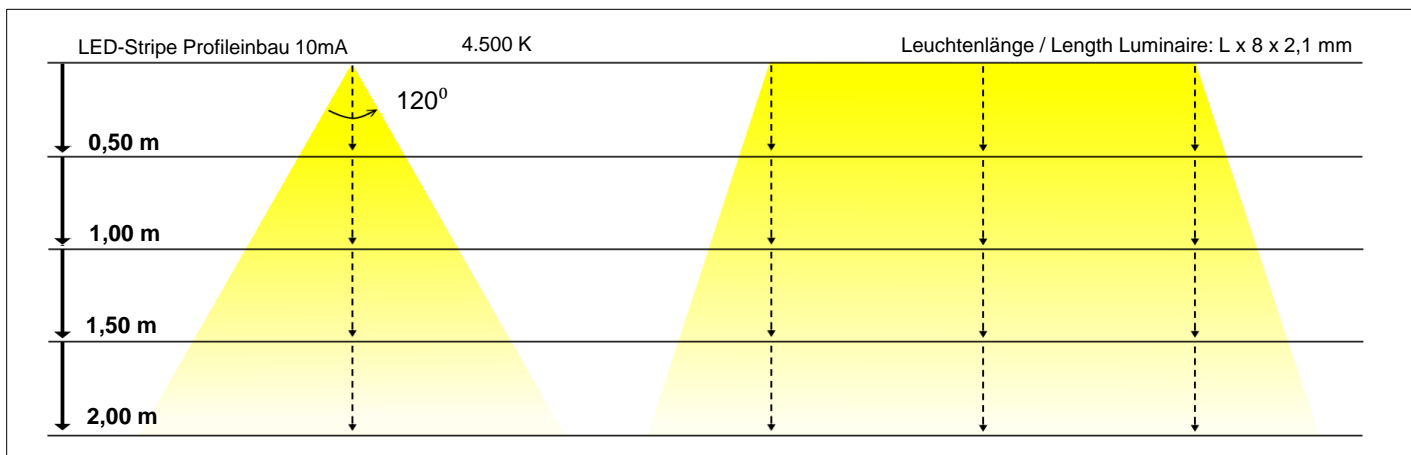 LED-Stripe Profileinbau 10mA
4.500 K
Leuchtenlänge / Length Luminaire: L x 8 x 2,1 mm
120⁰
0,50 m
1,00 m
1,50 m
2,00 m